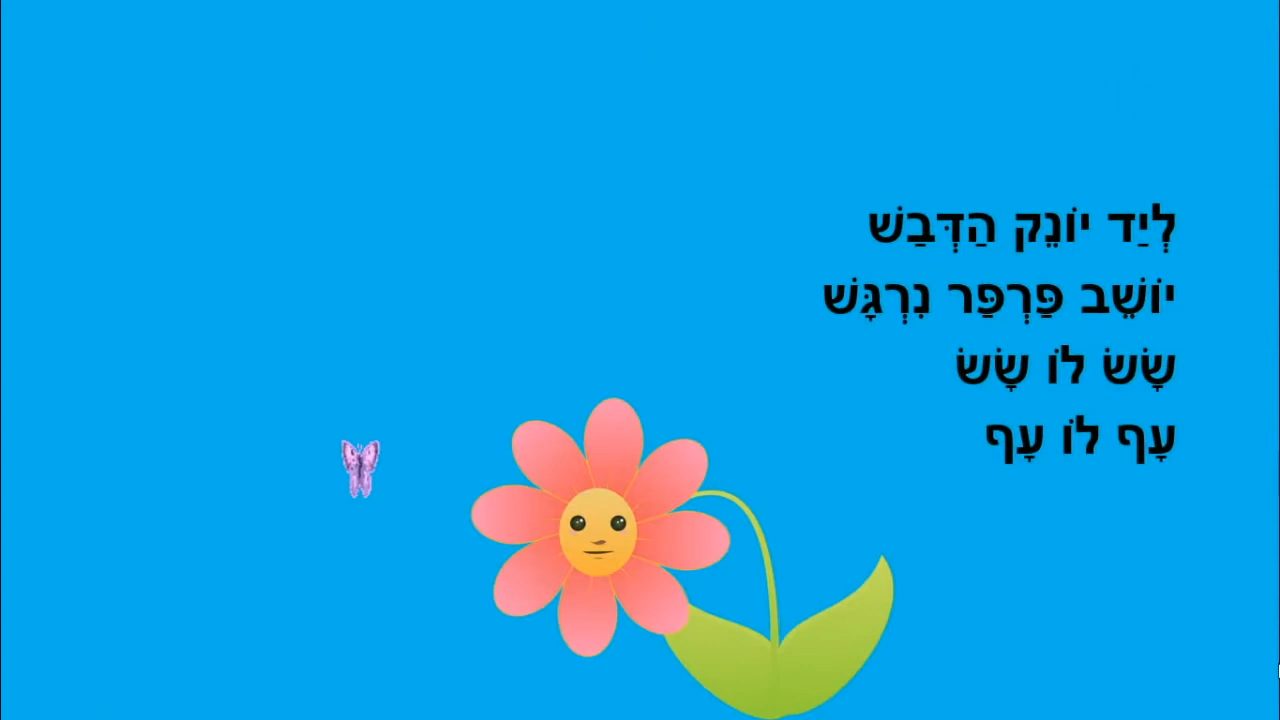 לְיַד יוֹנֵק הַדְּבַשׁ
יוֹשֵׁב פַּרְפַּר נִרְגָּשׁ
שָׂשׂ לוֹ שָׂשׂ
עָף לוֹ עָף